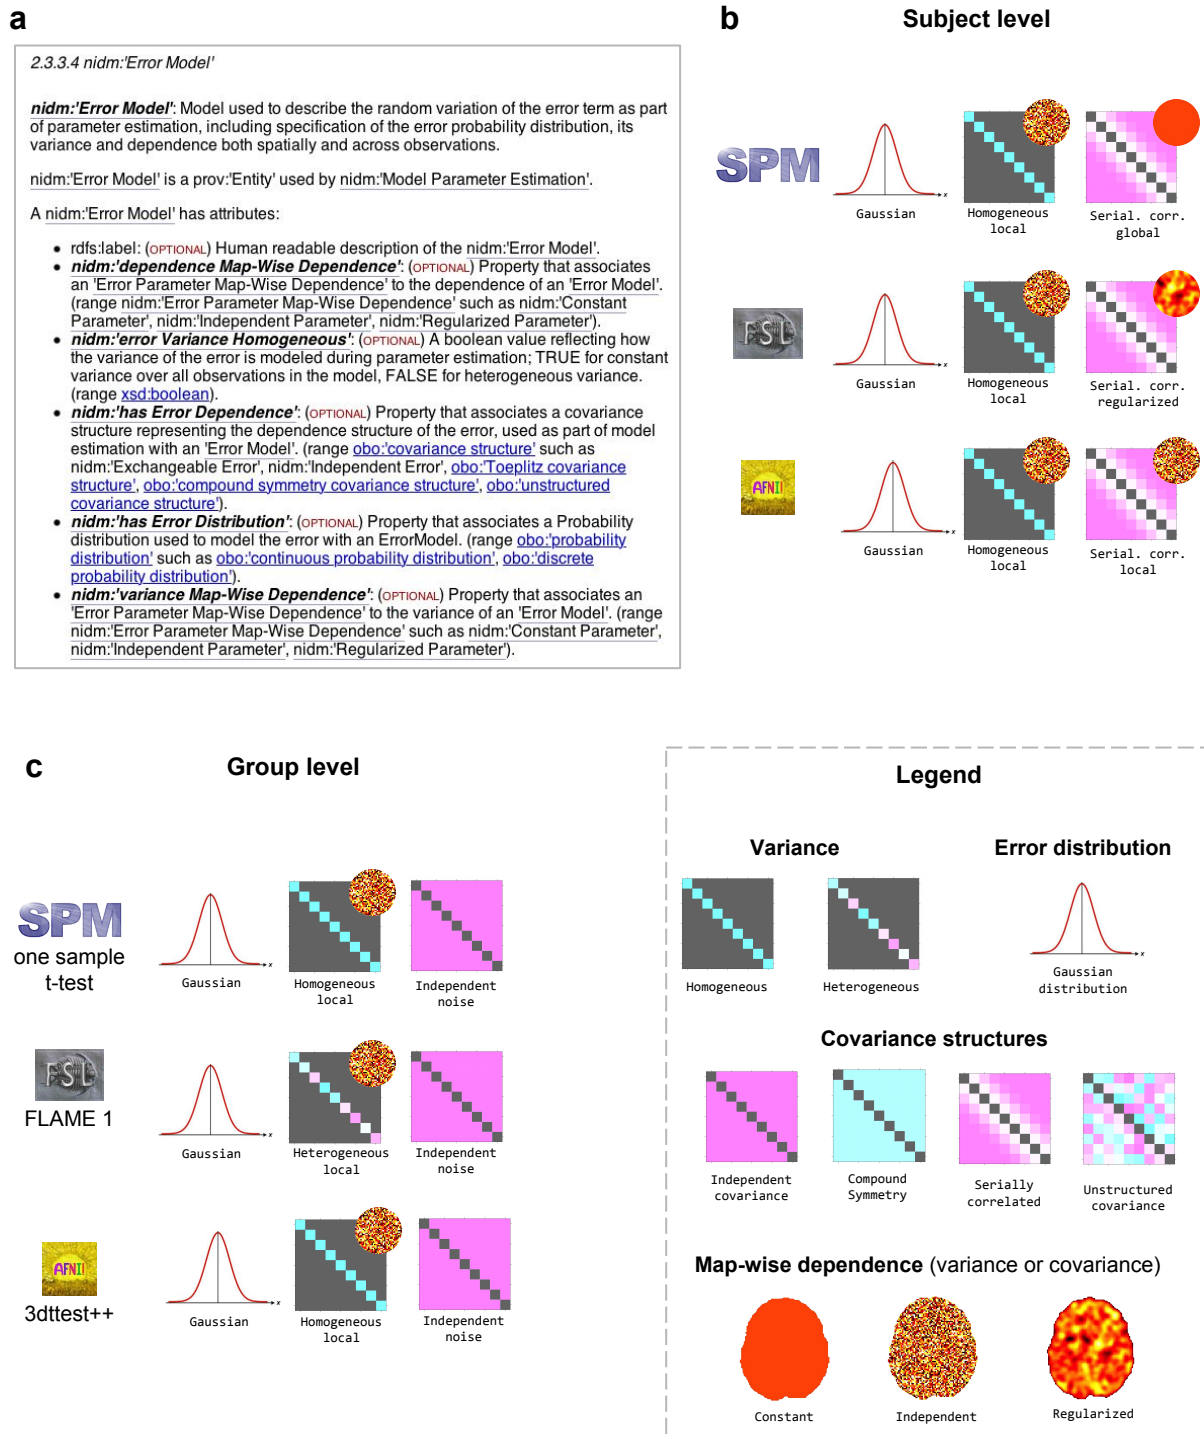 a
2.3.3.4 nidm:'Error Model'
nidm:'Error Model': Model used to describe the random variation of the error term as part
of parameter estimation, including specification of the error probability distribution, its
variance and dependence both spatially and across observations.
nidm:'Error Model' is a prov:'Entity' used by nidm:'Model Parameter Estimation'.
A nidm:'Error Model' has attributes:
• rdfs:label: (OPTIONAL) Human readable description of the nidm:'Error Model'.
• nidm:'dependence Map-Wise Dependence': (OPTIONAL) Property that associates
an 'Error Parameter Map-Wise Dependence' to the dependence of an 'Error Model'.
(range nidm:'Error Parameter Map-Wise Dependence' such as nidm:'Constant
Parameter', nidm:'Independent Parameter', nidm:'Regularized Parameter').
• nidm:'error Variance Homogeneous': (OPTIONAL) A boolean value reflecting how
the variance of the error is modeled during parameter estimation; TRUE for constant
variance over all observations in the model, FALSE for heterogeneous variance.
(range xsd:boolean).
• nidm:'has Error Dependence': (OPTIONAL) Property that associates a covariance
structure representing the dependence structure of the error, used as part of model
estimation with an 'Error Model'. (range obo:'covariance structure' such as
nidm:'Exchangeable Error', nidm:'Independent Error', obo:'Toeplitz covariance
structure', obo:'compound symmetry covariance structure', obo:'unstructured
covariance structure').
• nidm:'has Error Distribution': (OPTIONAL) Property that associates a Probability
distribution used to model the error with an ErrorModel. (range obo:'probability
distribution' such as obo:'continuous probability distribution', obo:'discrete
probability distribution').
• nidm:'variance Map-Wise Dependence': (OPTIONAL) Property that associates an
'Error Parameter Map-Wise Dependence' to the variance of an 'Error Model'. (range
nidm:'Error Parameter Map-Wise Dependence' such as nidm:'Constant Parameter',
nidm:'Independent Parameter', nidm:'Regularized Parameter').
b
Subject level
SPM
x
Gaussian
Homogeneous
local
Serial. corr.
global
FSL
x
Gaussian
Homogeneous
local
Serial. corr.
regularized
AFNI!
x
Gaussian
Homogeneous
local
Serial. corr.
local
c
Group level
SPM
one sample
t-test
x
Gaussian
Homogeneous
local
Independent
noise
FSL
FLAME 1
x
Gaussian
Heterogeneous
local
Independent
noise
AFNI!
3dttest++
x
Gaussian
Homogeneous
local
Independent
noise
Legend
Variance
Homogeneous
Heterogeneous
Error distribution
x
Gaussian
distribution
Covariance structures
Independent
covariance
Compound
Symmetry
Serially
correlated
Unstructured
covariance
Map-wise dependence (variance or covariance)
Constant
Independent
Regularized